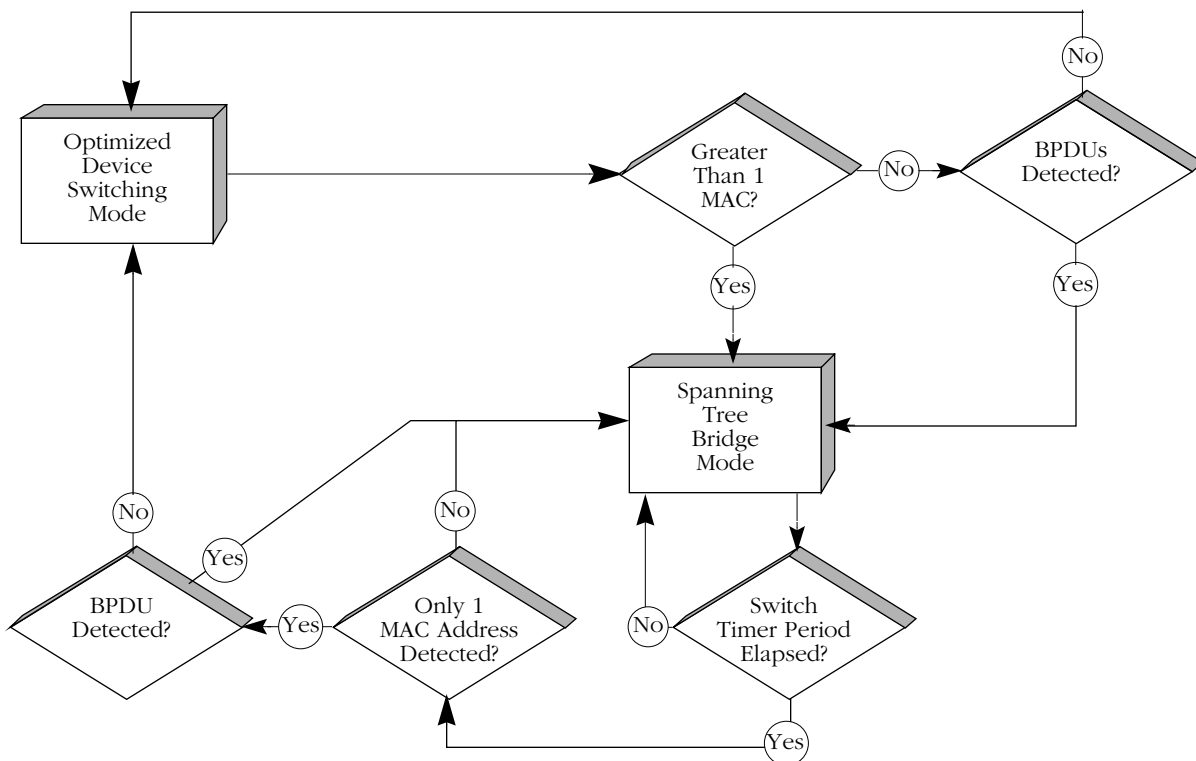 No
Optimized
Device
Switching
Mode
Greater
Than 1
MAC?
No
BPDUs
Detected?
Yes
Yes
Spanning
Tree
Bridge
Mode
No
No
Yes
BPDU
Detected?
Yes
Only 1
MAC Address
Detected?
No
Switch
Timer Period
Elapsed?
Yes